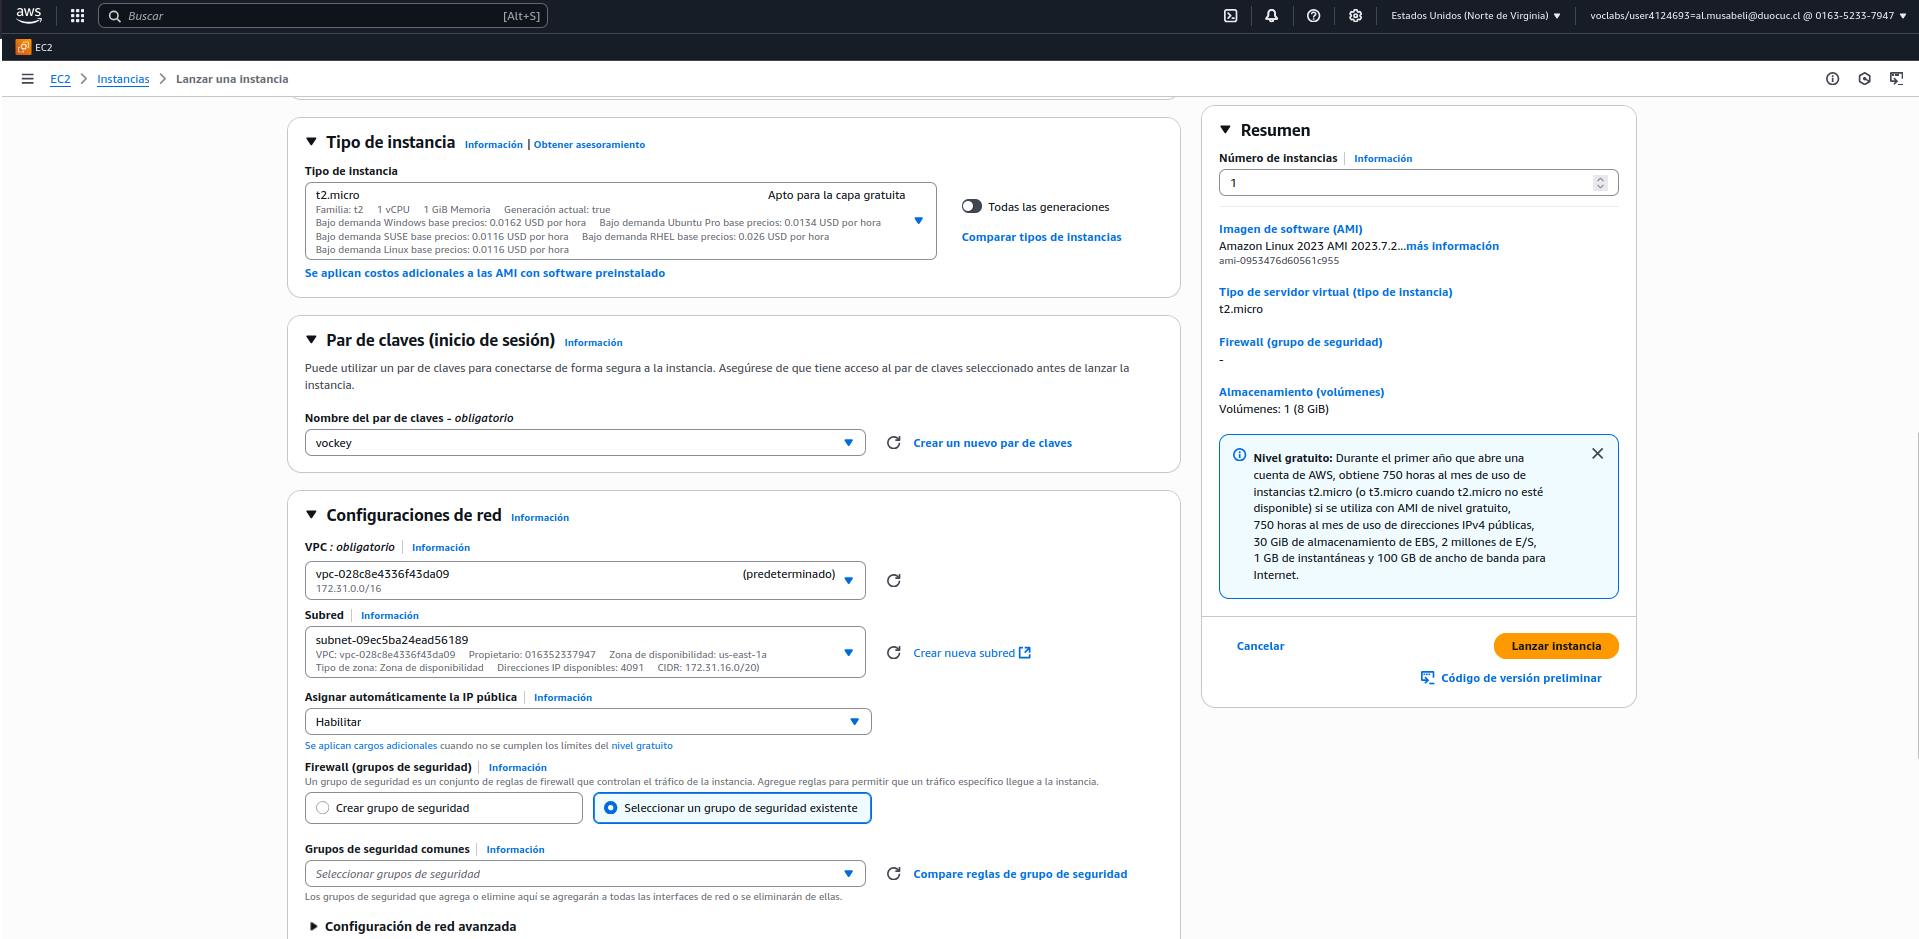 aws
Buscar
[Alt+S]
Estados Unidos (Norte de Virginia)
voclabs/user4124693=al.musabeli@duocuc.cl @ 0163-5233-7947
EC2
EC2
Instancias
Lanzar una instancia
Tipo de instancia
Información | Obtener asesoramiento
Tipo de instancia
t2.micro
Apto para la capa gratuita
Familia: t2 1 vCPU 1 GiB Memoria Generación actual: true
Bajo demanda Windows base precios: 0.0162 USD por hora Bajo demanda Ubuntu Pro base precios: 0.0134 USD por hora
Bajo demanda SUSE base precios: 0.0116 USD por hora Bajo demanda RHEL base precios: 0.026 USD por hora
Bajo demanda Linux base precios: 0.0116 USD por hora
Todas las generaciones
Comparar tipos de instancias
Se aplican costos adicionales a las AMI con software preinstalado
Par de claves (inicio de sesión)
Información
Puede utilizar un par de claves para conectarse de forma segura a la instancia. Asegúrese de que tiene acceso al par de claves seleccionado antes de lanzar la
instancia.
Nombre del par de claves - obligatorio
vockey
Crear un nuevo par de claves
Configuraciones de red
Información
VPC : obligatorio
Información
vpc-028c8e4336f43da09
(predeterminado)
172.31.0.0/16
Subred
Información
subnet-09ec5ba24ead56189
VPC: vpc-028c8e4336f43da09 Propietario: 016352337947 Zona de disponibilidad: us-east-1a
Tipo de zona: Zona de disponibilidad Direcciones IP disponibles: 4091 CIDR: 172.31.16.0/20)
Crear nueva subred
Asignar automáticamente la IP pública
Información
Habilitar
Se aplican cargos adicionales cuando no se cumplen los límites del nivel gratuito
Firewall (grupos de seguridad)
Información
Un grupo de seguridad es un conjunto de reglas de firewall que controlan el tráfico de la instancia. Agregue reglas para permitir que un tráfico específico llegue a la instancia.
Crear grupo de seguridad
Seleccionar un grupo de seguridad existente
Grupos de seguridad comunes
Información
Seleccionar grupos de seguridad
Compare reglas de grupo de seguridad
Los grupos de seguridad que agrega o elimine aquí se agregarán a todas las interfaces de red o se eliminarán de ellas.
Configuración de red avanzada
Resumen
Número de instancias
Información
1
Imagen de software (AMI)
Amazon Linux 2023 AMI 2023.7.2...más información
ami-0953476d60561c955
Tipo de servidor virtual (tipo de instancia)
t2.micro
Firewall (grupo de seguridad)
-
Almacenamiento (volúmenes)
Volúmenes: 1 (8 GiB)
Nivel gratuito: Durante el primer año que abre una
cuenta de AWS, obtiene 750 horas al mes de uso de
instancias t2.micro (o t3.micro cuando t2.micro no esté
disponible) si se utiliza con AMI de nivel gratuito,
750 horas al mes de uso de direcciones IPv4 públicas,
30 GiB de almacenamiento de EBS, 2 millones de E/S,
1 GB de instantáneas y 100 GB de ancho de banda para
Internet.
Cancelar
Lanzar instancia
Código de versión preliminar